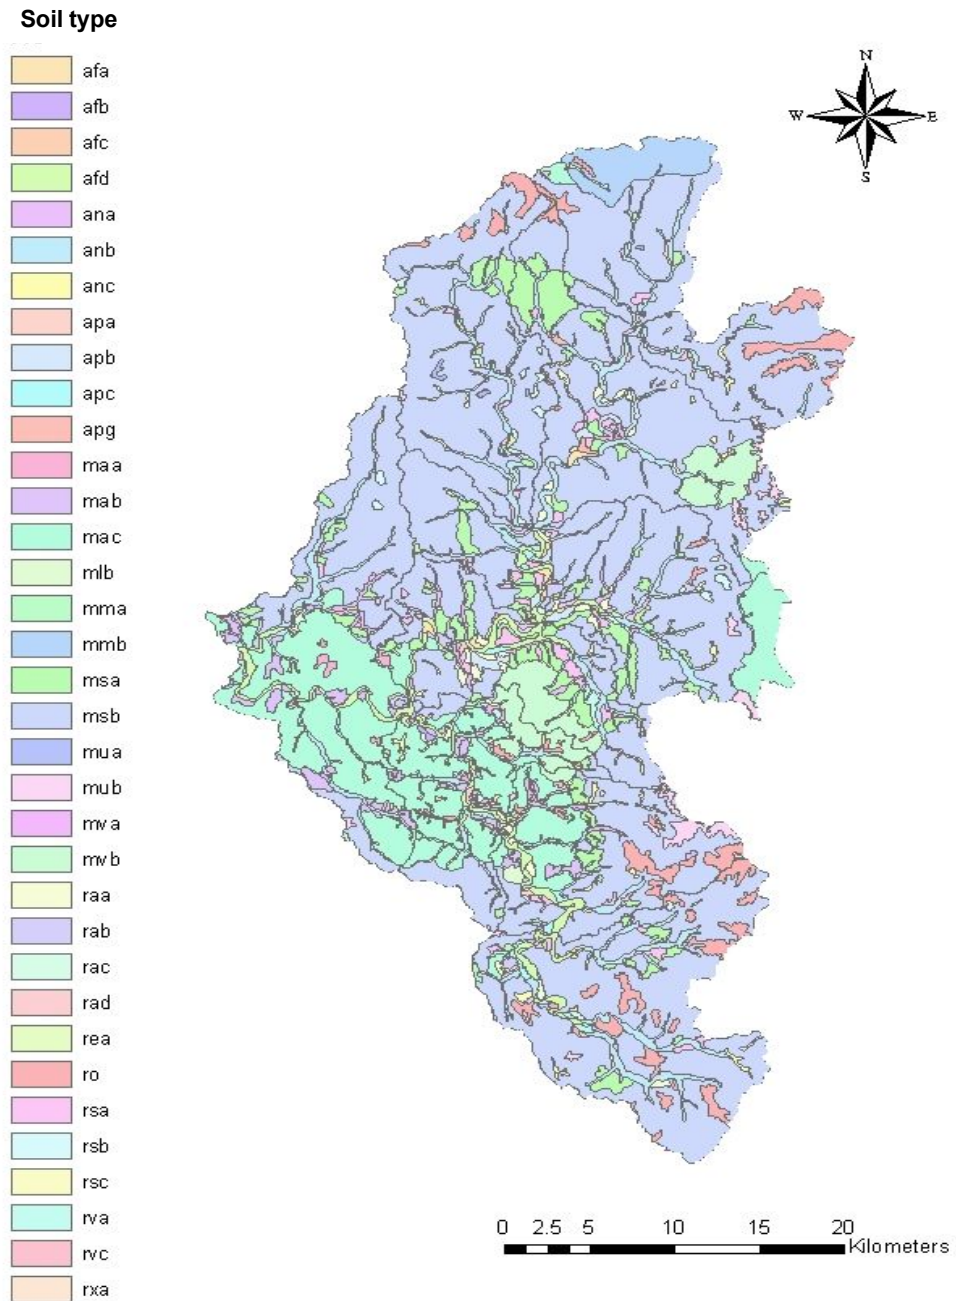 Soil type
afa
afb
afc
afd
ana
anb
anc
apa
apb
apc
apg
maa
mab
mac
mlb
mma
mmb
msa
msb
mua
mub
mva
mvb
raa
rab
rac
rad
rea
ro
rsa
rsb
rsc
rva
rvc
rxa
N
W E
S
0 2.5 5 10 15 20
Kilometers